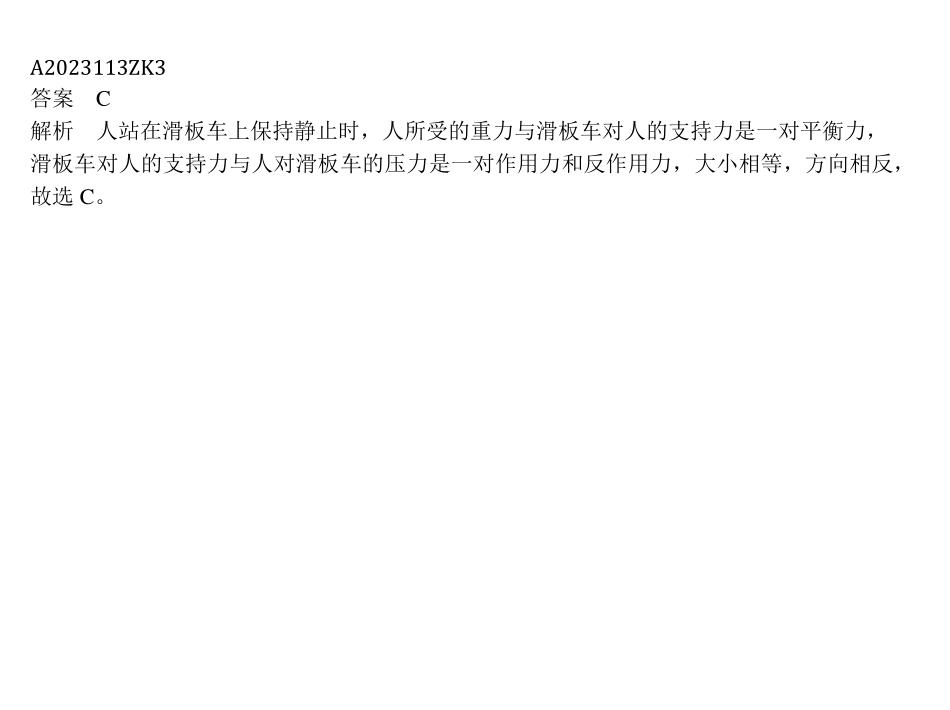 A2023113ZK3
答案　C
解析　人站在滑板车上保持静止时，人所受的重力与滑板车对人的支持力是一对平衡力，
滑板车对人的支持力与人对滑板车的压力是一对作用力和反作用力，大小相等，方向相反，
故选 C。